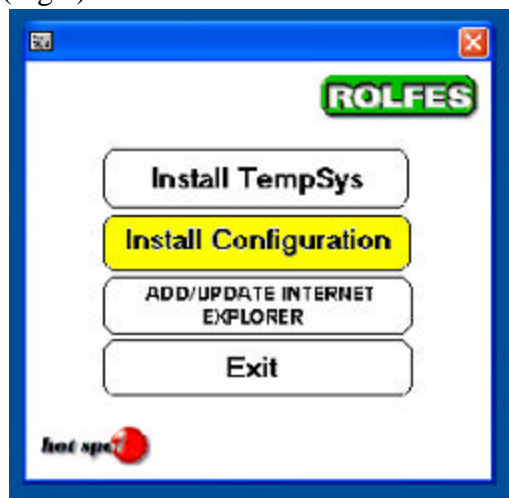 ROLFES
Install TempSys
Install Configuration
ADD/UPDATE INTERNET
EXPLORER
Exit
hot spot